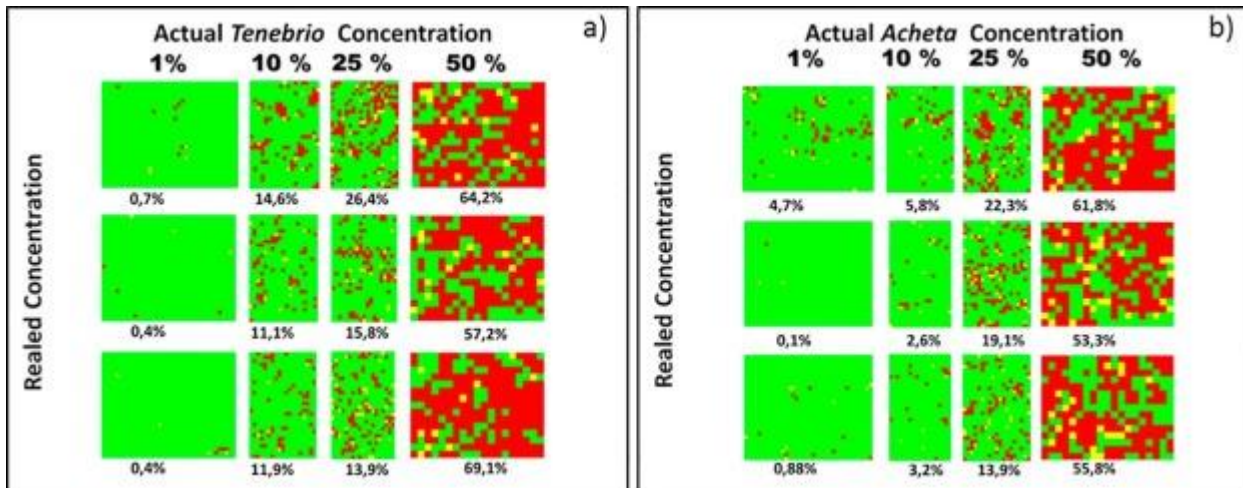 Actual Tenebrio Concentration
a)
1% 10 % 25 % 50 %
Realed Concentration
0,7% 14,6% 26,4% 64,2%
0,4% 11,1% 15,8% 57,2%
0,4% 11,9% 13,9% 69,1%
Actual Acheta Concentration
b)
1% 10 % 25 % 50 %
Realed Concentration
4,7% 5,8% 22,3% 61,8%
0,1% 2,6% 19,1% 53,3%
0,88% 3,2% 13,9% 55,8%